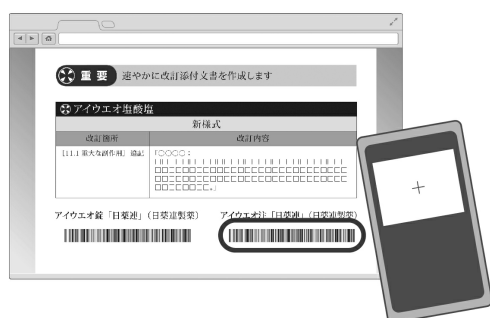 重要 速やかに改訂添付文書を作成します
アイウエオ塩酸塩
新様式
改訂箇所 改訂内容
[11.1 重大な副作用] 追記 「○○○○:
□□□□□□□□□□□□□□□□□□□□□□
□□□□□□□□□□□□□□□□□□□□□□
□□□□□□□□。」
アイウエオ錠「日薬連」(日薬連製薬) アイウエオ注「日薬連」(日薬連製薬)